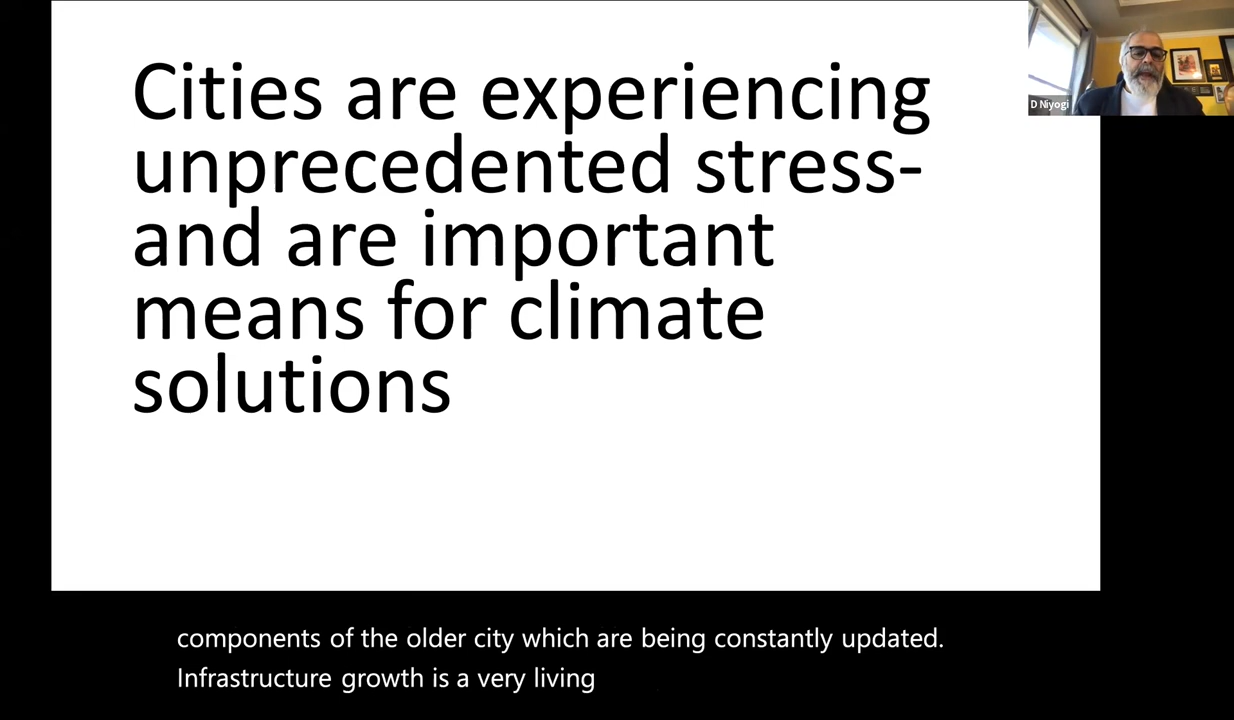 Cities are experiencing
unprecedented stress-
and are important
means for climate
solutions
D Niyogi
components of the older city which are being constantly updated.
Infrastructure growth is a very living